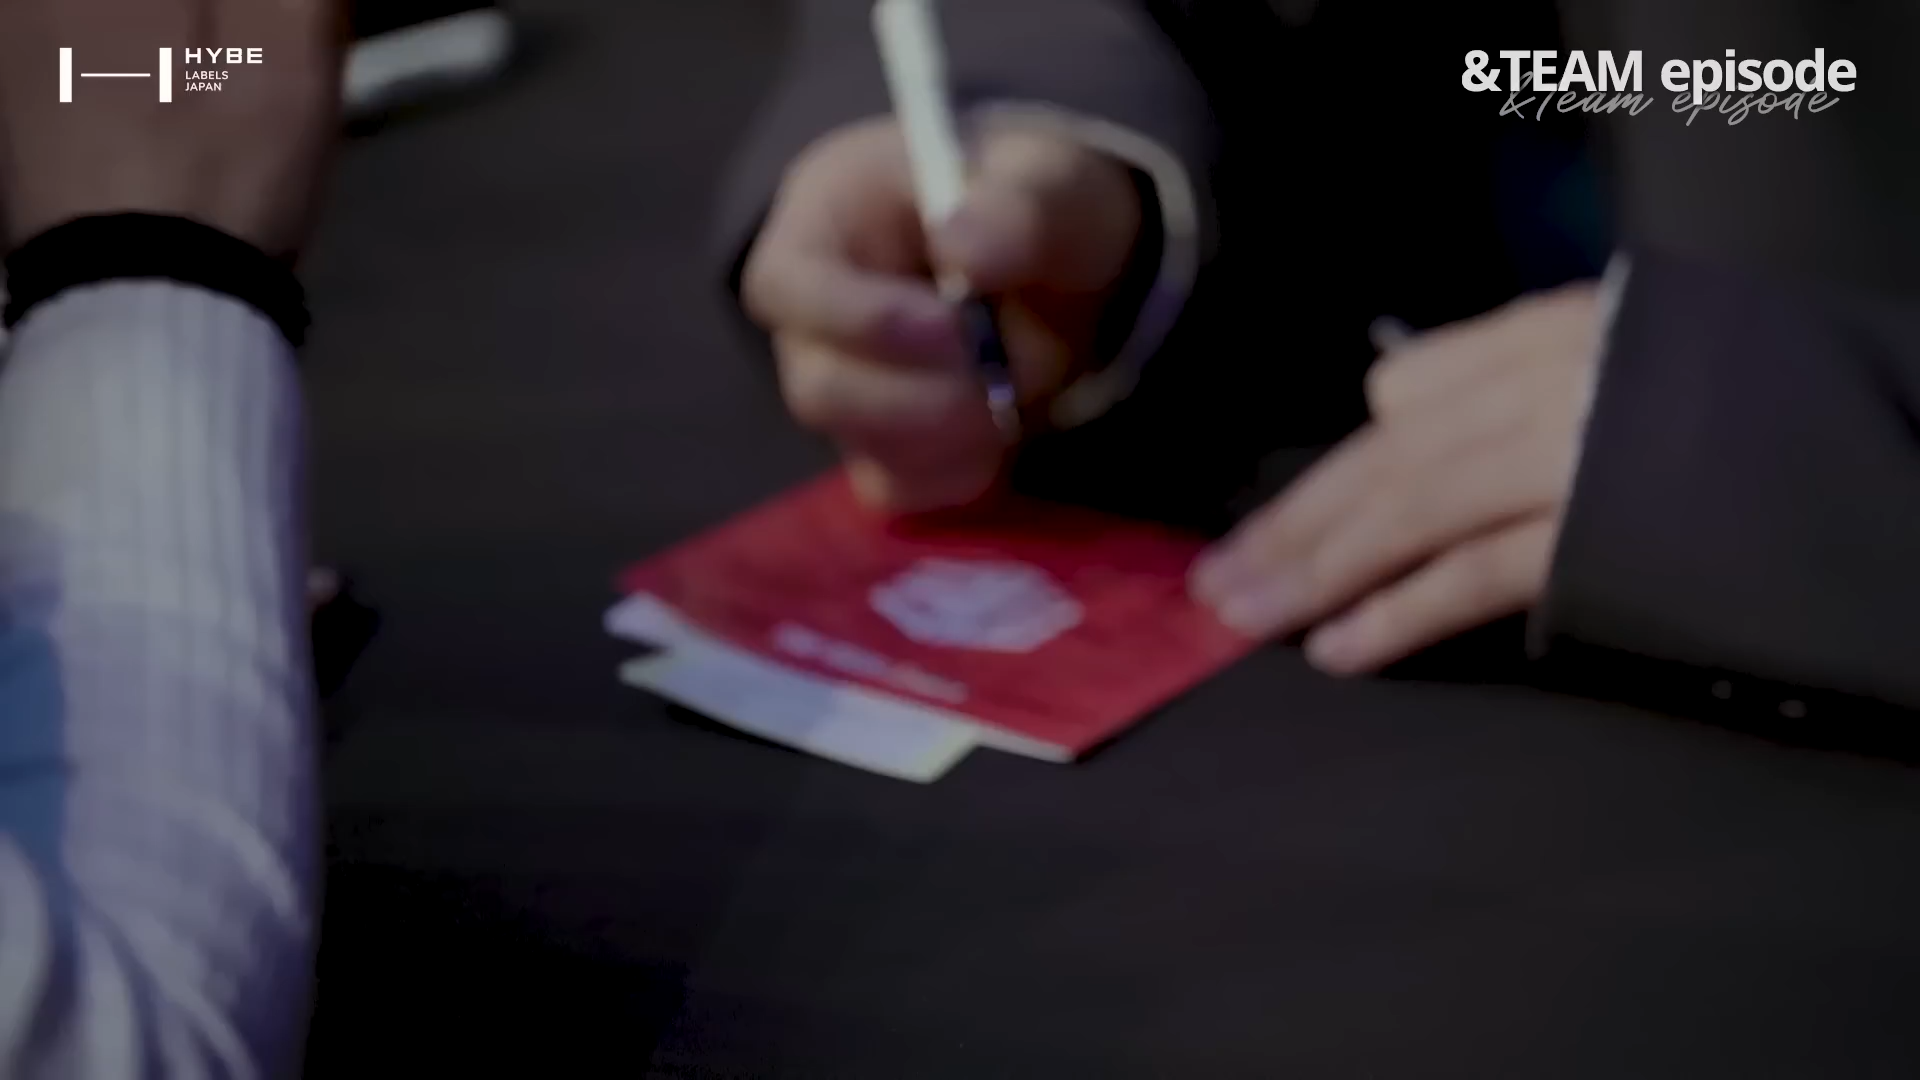 HYBE
LABELS
JAPAN
&TEAM episode
&Team episode